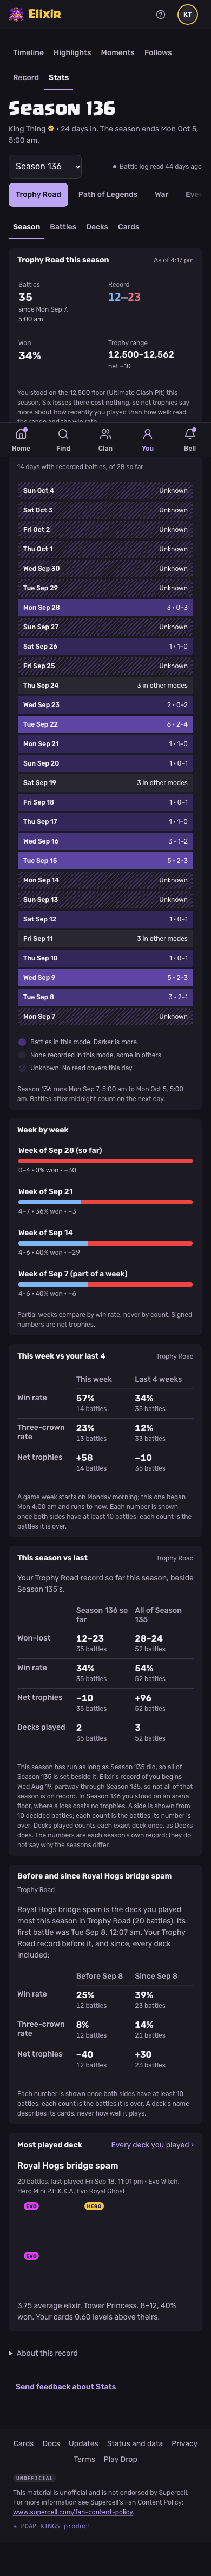 Elixir
KT
Timeline Highlights Moments Follows
Record Stats
Season 136
King Thing • 24 days in. The season ends Mon Oct 5,
5:00 am.
Season 136
Battle log read 44 days ago
Trophy Road Path of Legends War
Season Battles Decks Cards
Trophy Road this season As of 4:17 pm
Battles Record
35 12–23
since Mon Sep 7,
5:00 am
Won Trophy range
34% 12,500–12,562
net −10
You stood on the 12,500 floor (Ultimate Clash Pit) this
season. Six losses there cost nothing, so net trophies say
more about how recently you played than how well: read
Home Find Clan You Bell
14 days with recorded battles, of 28 so far
Sun Oct 4 Unknown
Sat Oct 3 Unknown
Fri Oct 2 Unknown
Thu Oct 1 Unknown
Wed Sep 30 Unknown
Tue Sep 29 Unknown
Mon Sep 28 3 • 0–3
Sun Sep 27 Unknown
Sat Sep 26 1 • 1–0
Fri Sep 25 Unknown
Thu Sep 24 3 in other modes
Wed Sep 23 2 • 0–2
Tue Sep 22 6 • 2–4
Mon Sep 21 1 • 1–0
Sun Sep 20 1 • 0–1
Sat Sep 19 3 in other modes
Fri Sep 18 1 • 0–1
Thu Sep 17 1 • 1–0
Wed Sep 16 3 • 1–2
Tue Sep 15 5 • 2–3
Mon Sep 14 Unknown
Sun Sep 13 Unknown
Sat Sep 12 1 • 0–1
Fri Sep 11 3 in other modes
Thu Sep 10 1 • 0–1
Wed Sep 9 5 • 2–3
Tue Sep 8 3 • 2–1
Mon Sep 7 Unknown
Battles in this mode. Darker is more.
None recorded in this mode, some in others.
Unknown. No read covers this day.
Season 136 runs Mon Sep 7, 5:00 am to Mon Oct 5, 5:00
am. Battles after midnight count on the next day.
Week by week
Week of Sep 28 (so far)
0–4 • 0% won • −30
Week of Sep 21
4–7 • 36% won • −3
Week of Sep 14
4–6 • 40% won • +29
Week of Sep 7 (part of a week)
4–6 • 40% won • −6
Partial weeks compare by win rate, never by count. Signed
numbers are net trophies.
This week vs your last 4 Trophy Road
This week Last 4 weeks
Win rate 57% 34%
14 battles 35 battles
Three-crown rate 23% 12%
13 battles 33 battles
Net trophies +58 −10
14 battles 35 battles
A game week starts on Monday morning; this one began
Mon 4:00 am and runs to now. Each number is shown
once both sides have at least 10 battles; each count is the
battles it is over.
This season vs last Trophy Road
Your Trophy Road record so far this season, beside
Season 135's.
Season 136 so far All of Season 135
Won–lost 12–23 28–24
35 battles 52 battles
Win rate 34% 54%
35 battles 52 battles
Net trophies −10 +96
35 battles 52 battles
Decks played 2 3
35 battles 52 battles
This season has run as long as Season 135 did, so all of
Season 135 is set beside it. Elixir's record of you begins
Wed Aug 19, partway through Season 135, so not all of that
season is on record. In Season 136 you stood on an arena
floor, where a loss costs no trophies. A side is shown from
10 decided battles; each count is the battles its number is
over. Decks played counts each exact deck once, as Decks
does. The numbers are each season's own record; they do
not say why the seasons differ.
Before and since Royal Hogs bridge spam
Trophy Road
Royal Hogs bridge spam is the deck you played
most this season in Trophy Road (20 battles). Its
first battle was Tue Sep 8, 12:07 am. Your Trophy
Road record before it, and since, every deck
included:
Before Sep 8 Since Sep 8
Win rate 25% 39%
12 battles 23 battles
Three-crown rate 8% 14%
12 battles 21 battles
Net trophies −40 +30
12 battles 23 battles
Each number is shown once both sides have at least 10
battles; each count is the battles it is over. A deck's name
describes its cards, never how well it plays.
Most played deck Every deck you played ›
Royal Hogs bridge spam
20 battles, last played Fri Sep 18, 11:01 pm • Evo Witch,
Hero Mini P.E.K.K.A, Evo Royal Ghost
EVO HERO
EVO
3.75 average elixir. Tower Princess. 8–12, 40%
won. Your cards 0.60 levels above theirs.
About this record
Send feedback about Stats
Cards Docs Updates Status and data Privacy
Terms Play Drop
UNOFFICIAL
This material is unofficial and is not endorsed by Supercell.
For more information see Supercell's Fan Content Policy:
www.supercell.com/fan-content-policy.
a POAP KINGS product